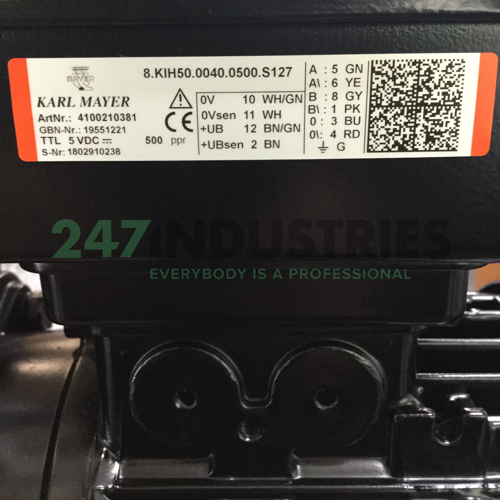 MAYER
KARL MAYER
ArtNr.: 4100210381
GBN-Nr.: 19551221
TTL 5 VDC ⎓ 500 ppr
S-Nr: 1802910238
8.KIH50.0040.0500.S127
CE
0V 10 WH/GN
0Vsen 11 WH
+UB 12 BN/GN
+UBsen 2 BN
A : 5 GN
A\ : 6 YE
B : 8 GY
B\ : 1 PK
0 : 3 BU
0\ : 4 RD
⏚ G
247INDUSTRIES
EVERYBODY IS A PROFESSIONAL